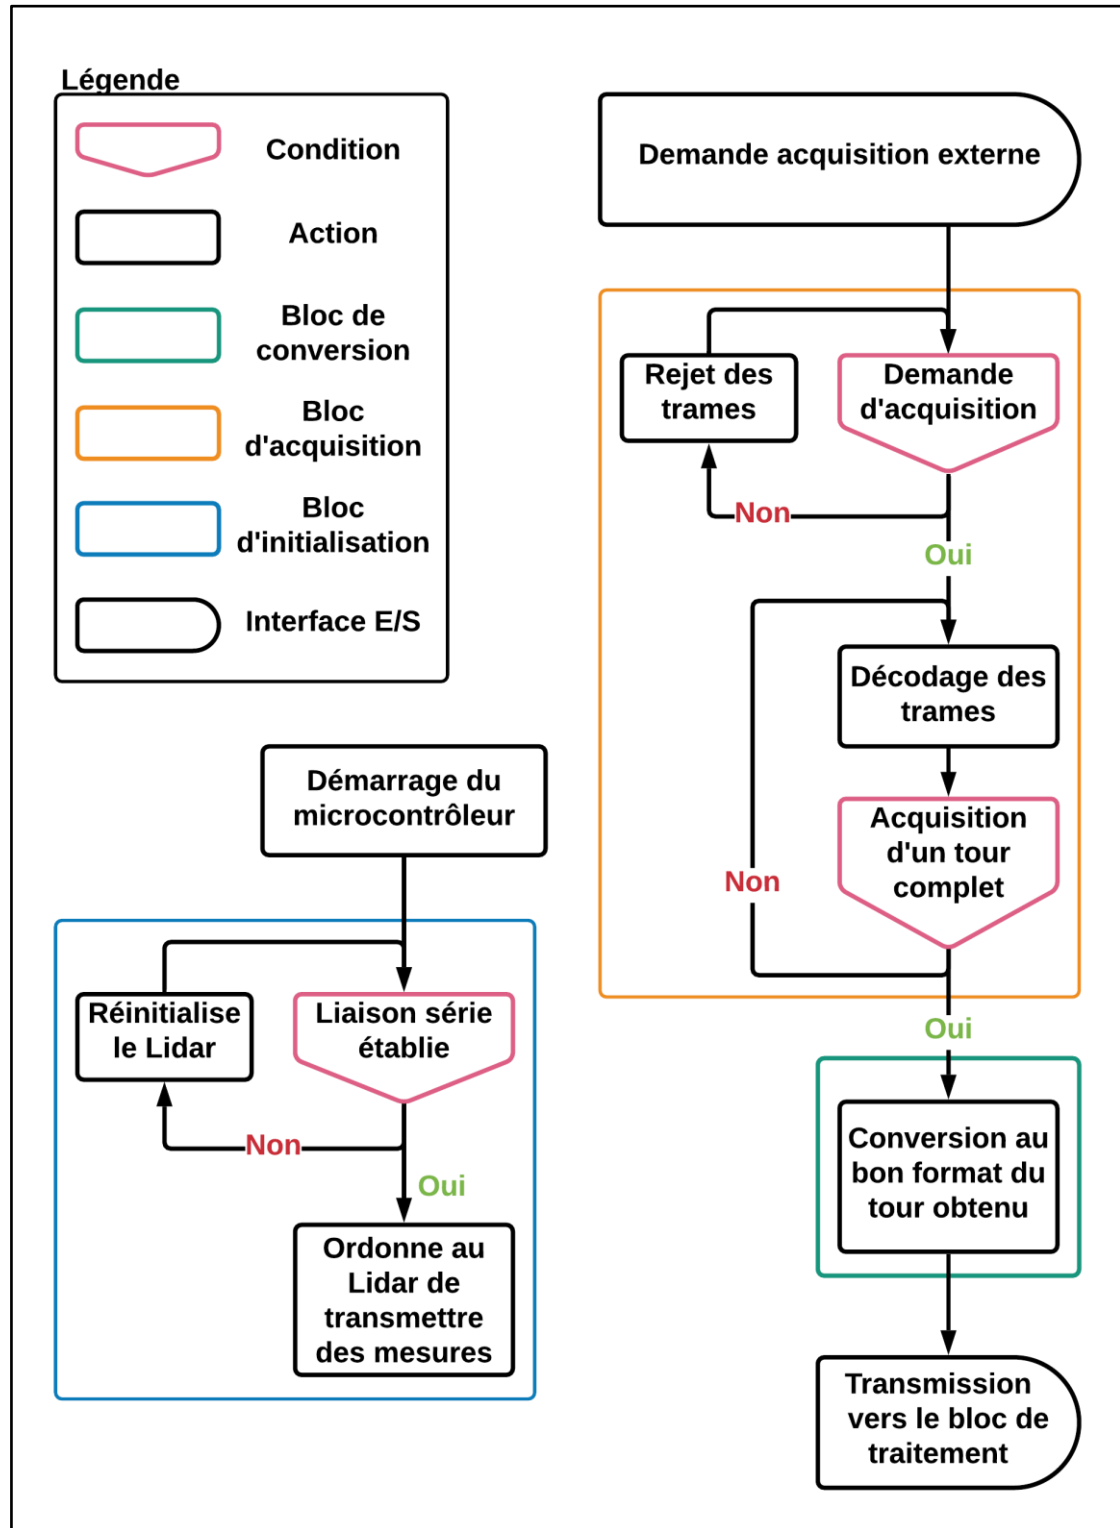 Légende
Condition
Action
Bloc de
conversion
Bloc
d'acquisition
Bloc
d'initialisation
Interface E/S
Démarrage du
microcontrôleur
Réinitialise
le Lidar
Liaison série
établie
Non
Oui
Ordonne au
Lidar de
transmettre
des mesures
Demande acquisition externe
Rejet des
trames
Demande
d'acquisition
Non
Oui
Décodage des
trames
Acquisition
d'un tour
complet
Non
Oui
Conversion au
bon format du
tour obtenu
Transmission
vers le bloc de
traitement